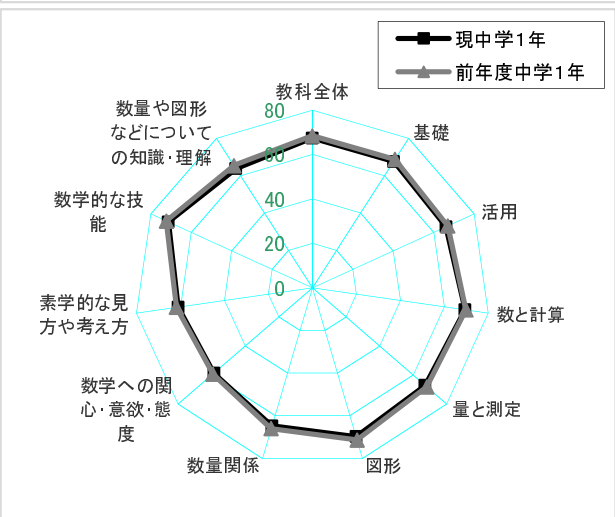 現中学1年
前年度中学1年
教科全体
基礎
活用
数と計算
量と測定
図形
数量関係
数学への関
心・意欲・態
度
素学的な見
方や考え方
数学的な技
能
数量や図形
などについて
の知識・理解
80
60
40
20
0